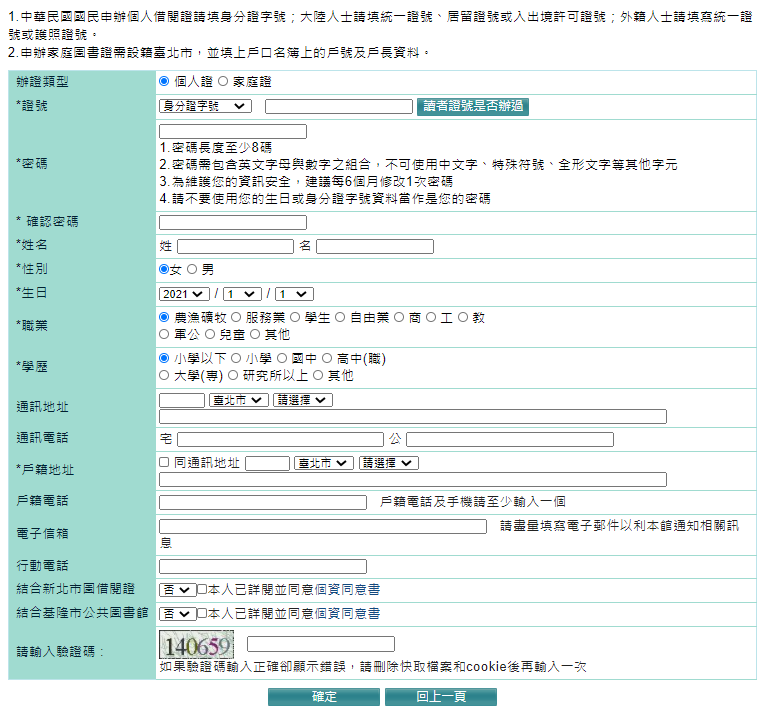 1.中華民國國民申辦個人借閱證請填身分證字號；大陸人士請填統一證號、居留證號或入出境許可證號；外籍人士請填寫統一證
號或護照證號。
2.申辦家庭圖書證需設籍臺北市，並填上戶口名簿上的戶號及戶長資料。
辦證類型 個人證 家庭證
*證號 身分證字號 讀者證號是否辦過
*密碼
1.密碼長度至少8碼
2.密碼需包含英文字母與數字之組合，不可使用中文字、特殊符號、全形文字等其他字元
3.為維護您的資訊安全，建議每6個月修改1次密碼
4.請不要使用您的生日或身分證字號資料當作是您的密碼
* 確認密碼
*姓名 姓 名
*性別 女 男
*生日 2021 / 1 / 1
*職業 農漁礦牧 服務業 學生 自由業 商 工 教
軍公 兒童 其他
*學歷 小學以下 小學 國中 高中(職)
大學(專) 研究所以上 其他
通訊地址 臺北市 請選擇
通訊電話 宅 公
*戶籍地址 同通訊地址 臺北市 請選擇
戶籍電話 戶籍電話及手機請至少輸入一個
電子信箱 請盡量填寫電子郵件以利本館通知相關訊
息
行動電話
結合新北市圖借閱證 否 本人已詳閱並同意個資同意書
結合基隆市公共圖書館 否 本人已詳閱並同意個資同意書
請輸入驗證碼： 140659
如果驗證碼輸入正確卻顯示錯誤，請刪除快取檔案和cookie後再輸入一次
確定 回上一頁